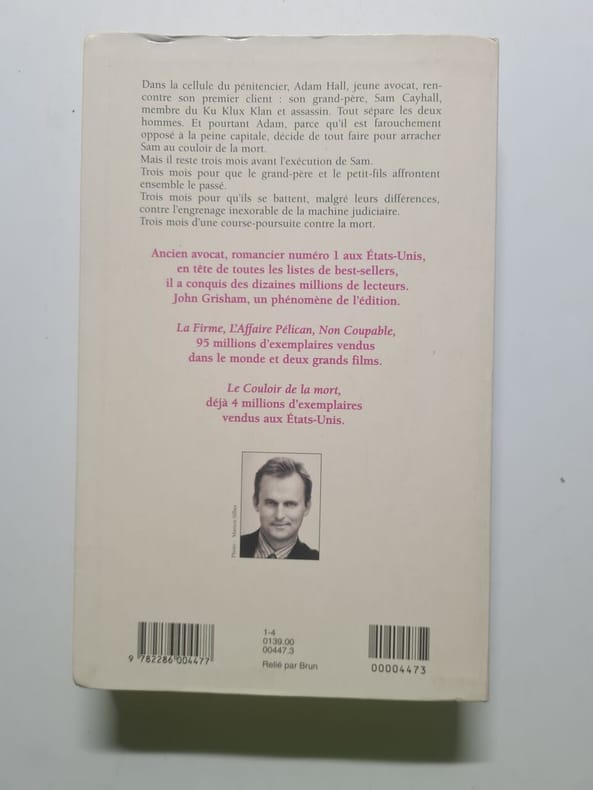 Dans la cellule du pénitencier, Adam Hall, jeune avocat, ren-
contre son premier client : son grand-père, Sam Cayhall,
membre du Ku Klux Klan et assassin. Tout sépare les deux
hommes. Et pourtant Adam, parce qu'il est farouchement
opposé à la peine capitale, décide de tout faire pour arracher
Sam au couloir de la mort.
Mais il reste trois mois avant l'exécution de Sam.
Trois mois pour que le grand-père et le petit-fils affrontent
ensemble le passé.
Trois mois pour qu'ils se battent, malgré leurs différences,
contre l'engrenage inexorable de la machine judiciaire.
Trois mois d'une course-poursuite contre la mort.
Ancien avocat, romancier numéro 1 aux États-Unis,
en tête de toutes les listes de best-sellers,
il a conquis des dizaines millions de lecteurs.
John Grisham, un phénomène de l'édition.
La Firme, L'Affaire Pélican, Non Coupable,
95 millions d'exemplaires vendus
dans le monde et deux grands films.
Le Couloir de la mort,
déjà 4 millions d'exemplaires
vendus aux États-Unis.
Photo :
9 782286 004477
1-4
0139.00
00447.3
Relié par Brun
00004473